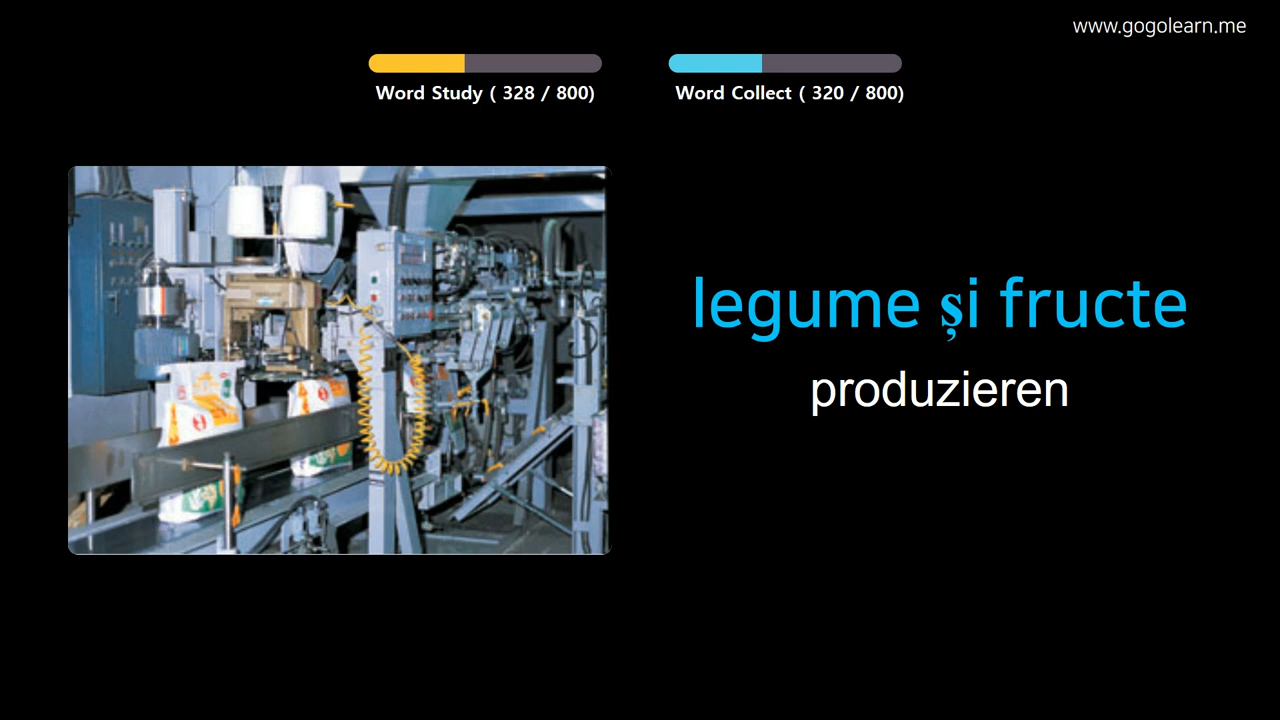 www.gogolearn.me
Word Study ( 328 / 800)
Word Collect ( 320 / 800)
legume și fructe
produzieren